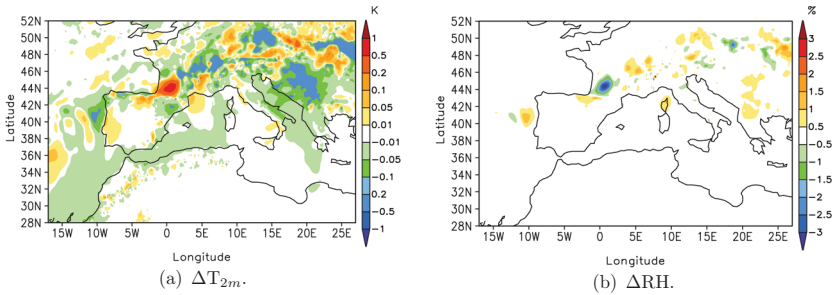 K
%
52N
50N
48N
46N
44N
42N
40N
38N
36N
34N
32N
30N
28N
Latitude
15W 10W 5W 0 5E 10E 15E 20E 25E
Longitude
1
0.5
0.2
0.1
0.05
0.01
−0.01
−0.05
−0.1
−0.2
−0.5
−1
(a) ΔT2m.
52N
50N
48N
46N
44N
42N
40N
38N
36N
34N
32N
30N
28N
Latitude
15W 10W 5W 0 5E 10E 15E 20E 25E
Longitude
3
2.5
2
1.5
1
0.5
−0.5
−1
−1.5
−2
−2.5
−3
(b) ΔRH.